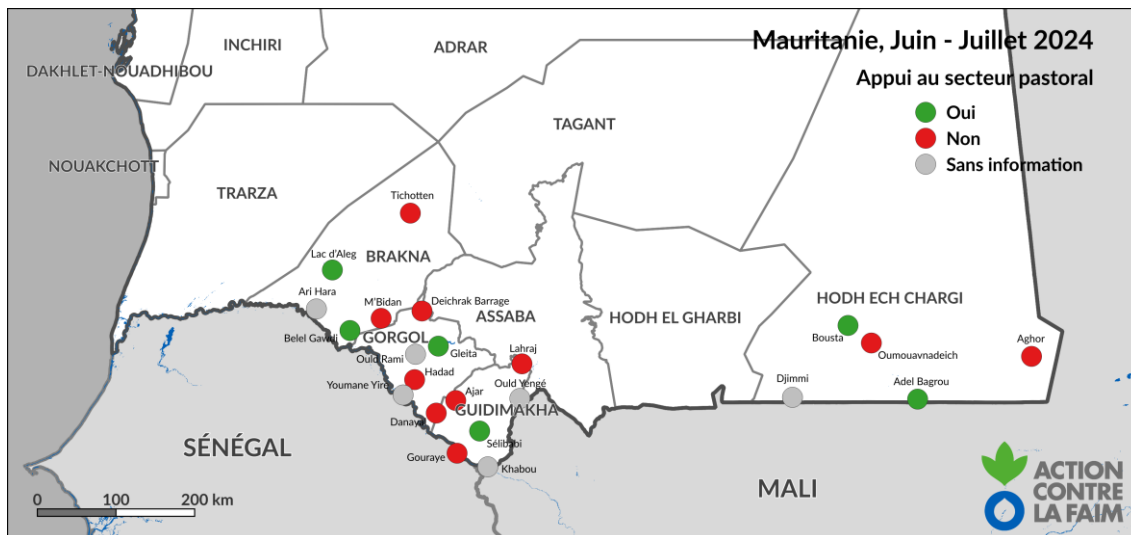 Mauritanie, Juin - Juillet 2024
Appui au secteur pastoral
Oui
Non
Sans information
INCHIRI
ADRAR
DAKHLET-NOUADHIBOU
TAGANT
NOUAKCHOTT
TRARZA
Tichotten
Lac d'Aleg
BRAKNA
Ari Hara
M'Bidan
Deichrak Barrage
HODH ECH CHARGI
ASSABA
HODH EL GHARBI
Belel Gawdi
GORGOL
Bousta
Ould Rami
Gleita
Lahraj
Oumouavnadeich
Aghor
Hadad
Youmane Yire
Ajar
Ould Yengé
Djimmi
Adel Bagrou
GUIDIMAKHA
Danaya
Sélibabi
SÉNÉGAL
Gouraye
Khabou
MALI
0 100 200 km
ACTION
CONTRE
LA FAIM